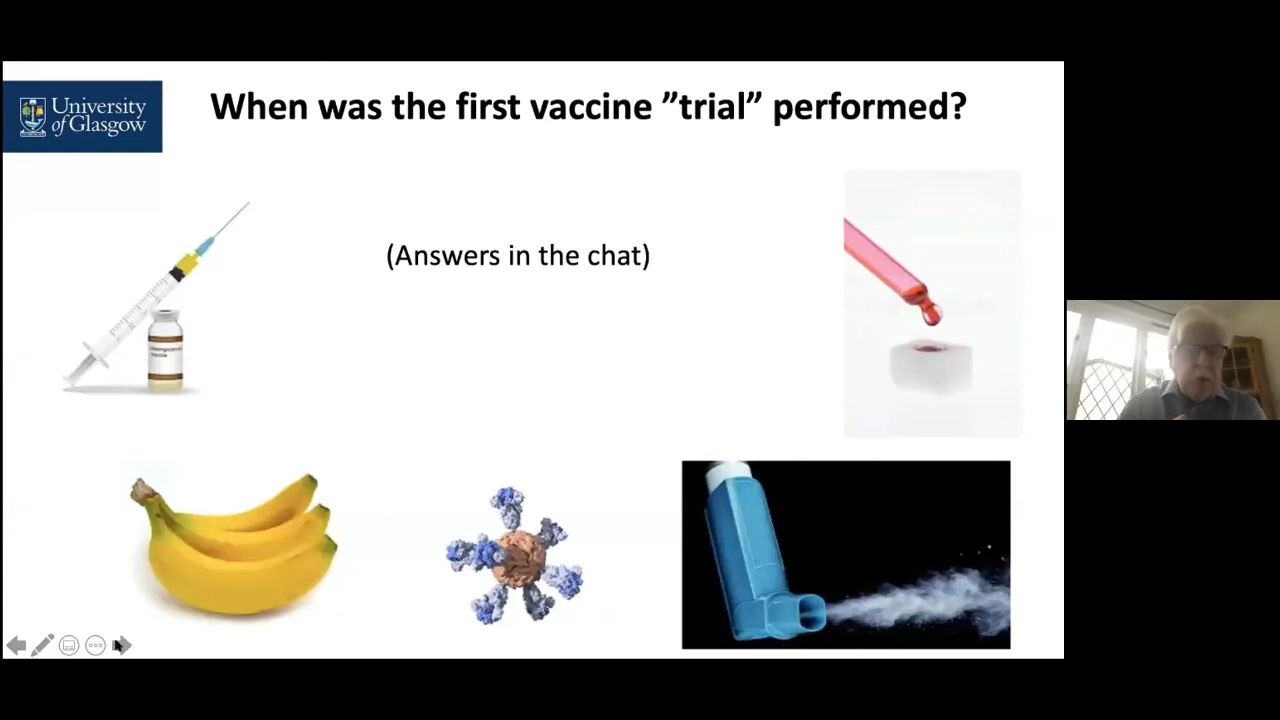 University
of Glasgow
When was the first vaccine ”trial” performed?
(Answers in the chat)